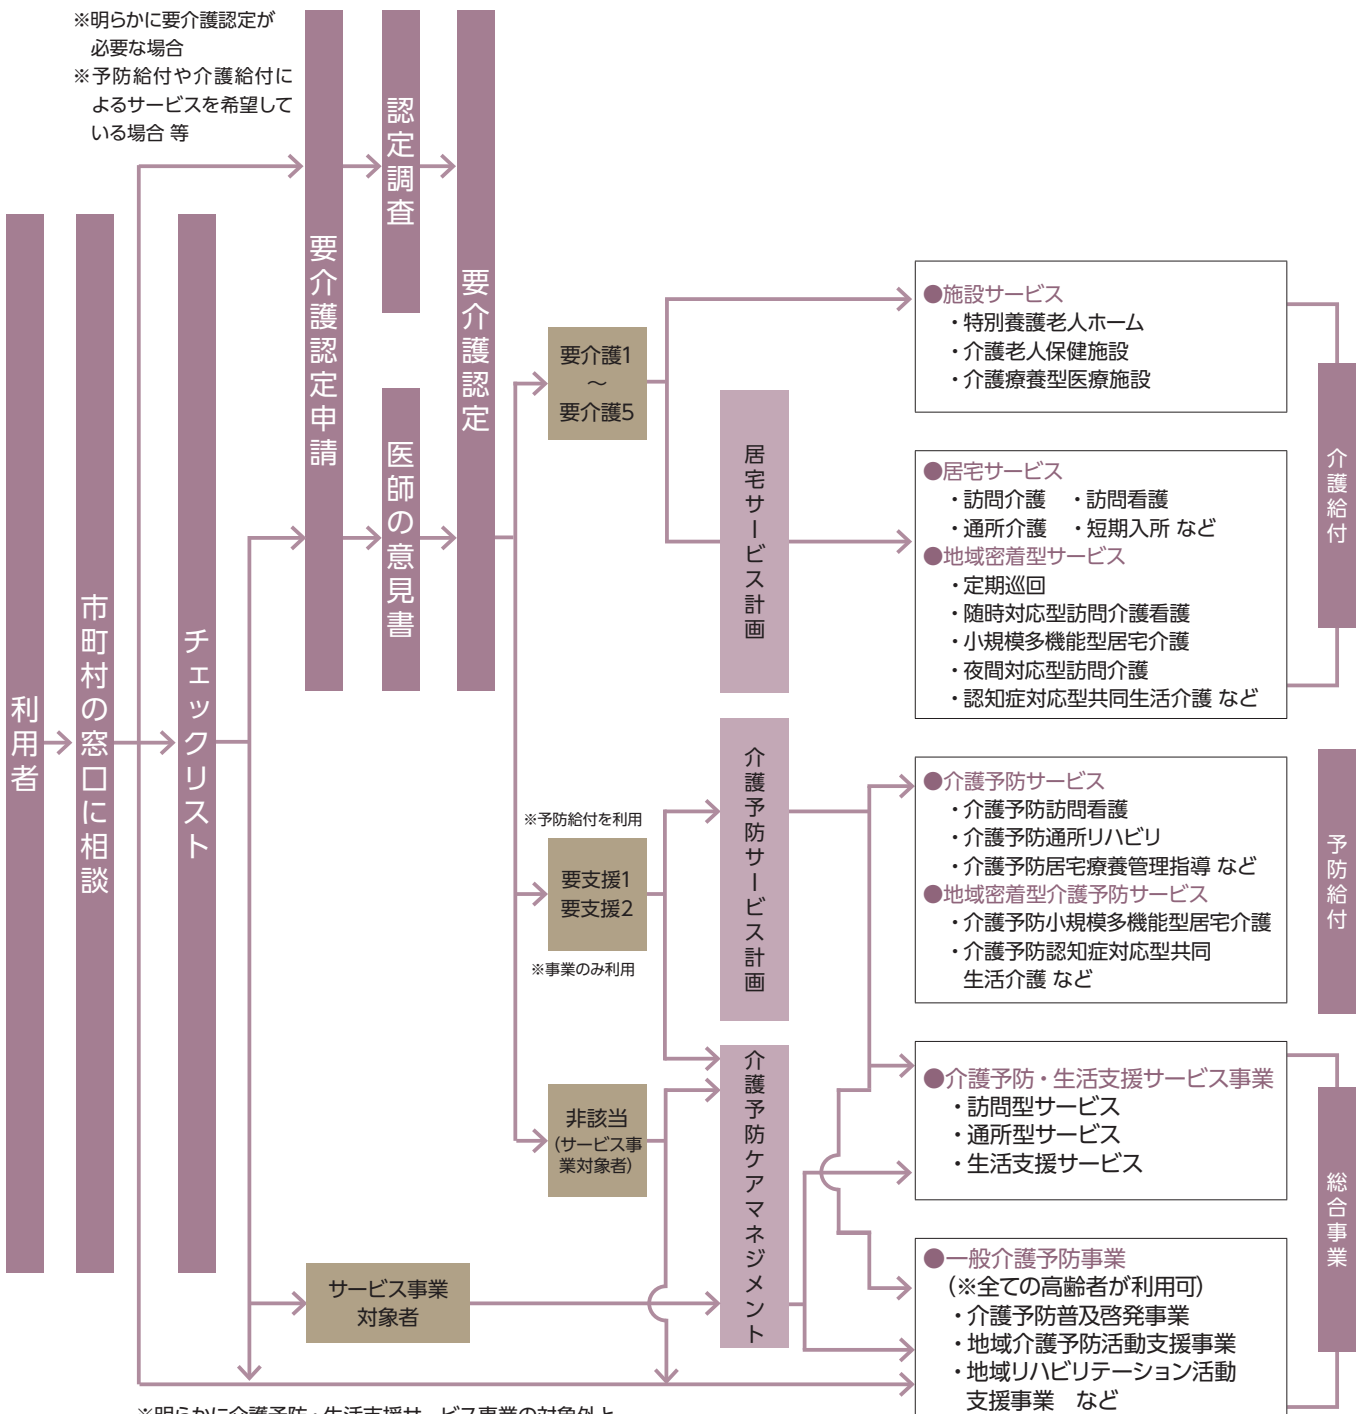 ※明らかに要介護認定が
必要な場合
※予防給付や介護給付に
よるサービスを希望して
いる場合 等
利用者
市町村の窓口に相談
チェックリスト
要介護認定申請
認定調査
医師の意見書
要介護認定
要介護1
〜
要介護5
※予防給付を利用
要支援1
要支援2
※事業のみ利用
非該当
(サービス事
業対象者)
サービス事業
対象者
居宅サービス計画
介護予防サービス計画
介護予防ケアマネジメント
●施設サービス
・特別養護老人ホーム
・介護老人保健施設
・介護療養型医療施設
●居宅サービス
・訪問介護 ・訪問看護
・通所介護 ・短期入所 など
●地域密着型サービス
・定期巡回
・随時対応型訪問介護看護
・小規模多機能型居宅介護
・夜間対応型訪問介護
・認知症対応型共同生活介護 など
介護給付
●介護予防サービス
・介護予防訪問看護
・介護予防通所リハビリ
・介護予防居宅療養管理指導 など
●地域密着型介護予防サービス
・介護予防小規模多機能型居宅介護
・介護予防認知症対応型共同
生活介護 など
予防給付
●介護予防・生活支援サービス事業
・訪問型サービス
・通所型サービス
・生活支援サービス
●一般介護予防事業
(※全ての高齢者が利用可)
・介護予防普及啓発事業
・地域介護予防活動支援事業
・地域リハビリテーション活動
支援事業 など
総合事業
※明らかに介護予防・生活支援サービス事業の対象外と